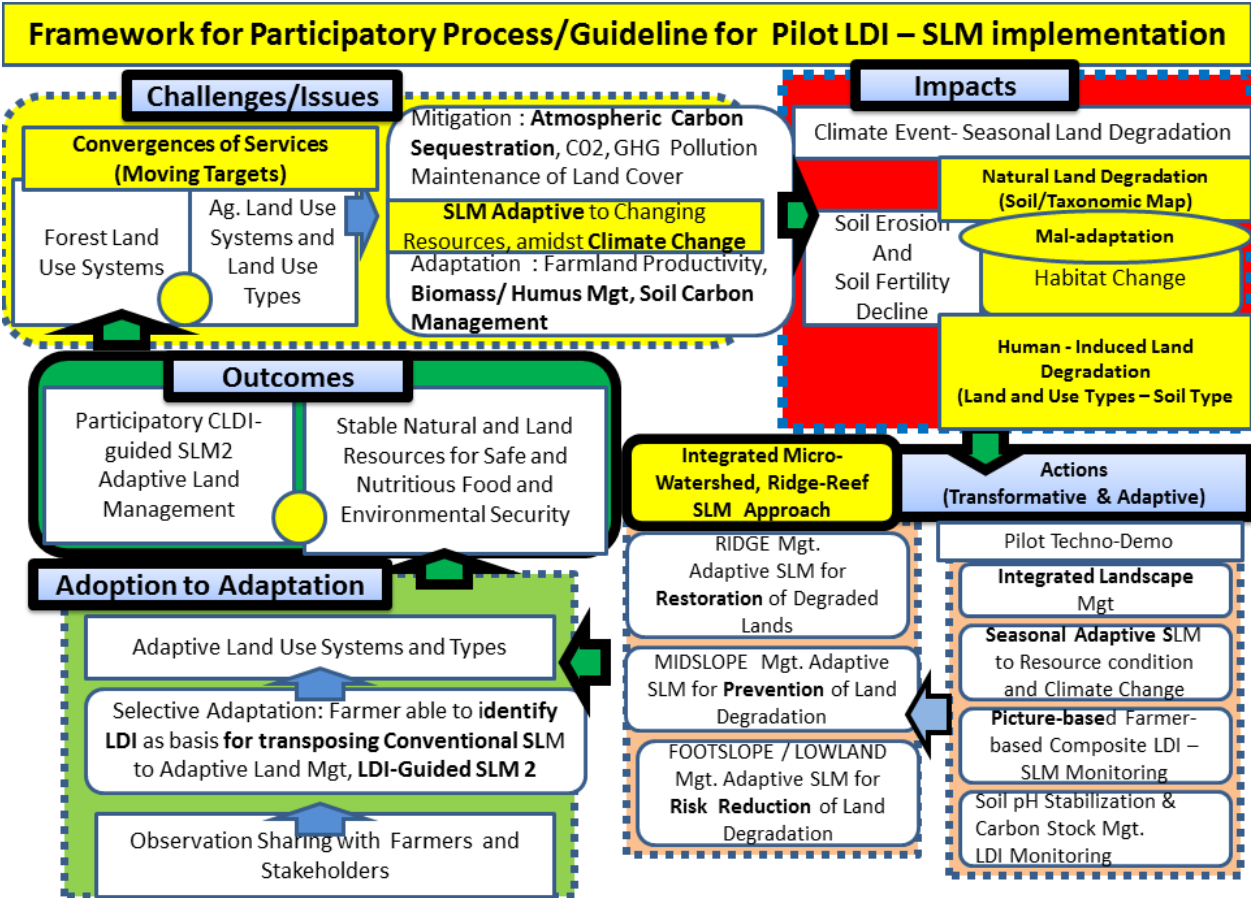 Framework for Participatory Process/Guideline for Pilot LDI – SLM implementation
Challenges/Issues
Convergences of Services
(Moving Targets)
Forest Land
Use Systems
Ag. Land Use
Systems and
Land Use
Types
Mitigation : Atmospheric Carbon
Sequestration, C02, GHG Pollution
Maintenance of Land Cover
SLM Adaptive to Changing
Resources, amidst Climate Change
Adaptation : Farmland Productivity,
Biomass/ Humus Mgt, Soil Carbon
Management
Impacts
Climate Event- Seasonal Land Degradation
Natural Land Degradation
(Soil/Taxonomic Map)
Soil Erosion
And
Soil Fertility
Decline
Mal-adaptation
Habitat Change
Human - Induced Land
Degradation
(Land and Use Types – Soil Type
Outcomes
Participatory CLDI-
guided SLM2
Adaptive Land
Management
Stable Natural and Land
Resources for Safe and
Nutritious Food and
Environmental Security
Integrated Micro-
Watershed, Ridge-Reef
SLM Approach
RIDGE Mgt.
Adaptive SLM for
Restoration of Degraded
Lands
MIDSLOPE Mgt. Adaptive
SLM for Prevention of Land
Degradation
FOOTSLOPE / LOWLAND
Mgt. Adaptive SLM for
Risk Reduction of Land
Degradation
Actions
(Transformative & Adaptive)
Pilot Techno-Demo
Integrated Landscape
Mgt
Seasonal Adaptive SLM
to Resource condition
and Climate Change
Picture-based Farmer-
based Composite LDI –
SLM Monitoring
Soil pH Stabilization &
Carbon Stock Mgt.
LDI Monitoring
Adoption to Adaptation
Adaptive Land Use Systems and Types
Selective Adaptation: Farmer able to identify
LDI as basis for transposing Conventional SLM
to Adaptive Land Mgt, LDI-Guided SLM 2
Observation Sharing with Farmers and
Stakeholders